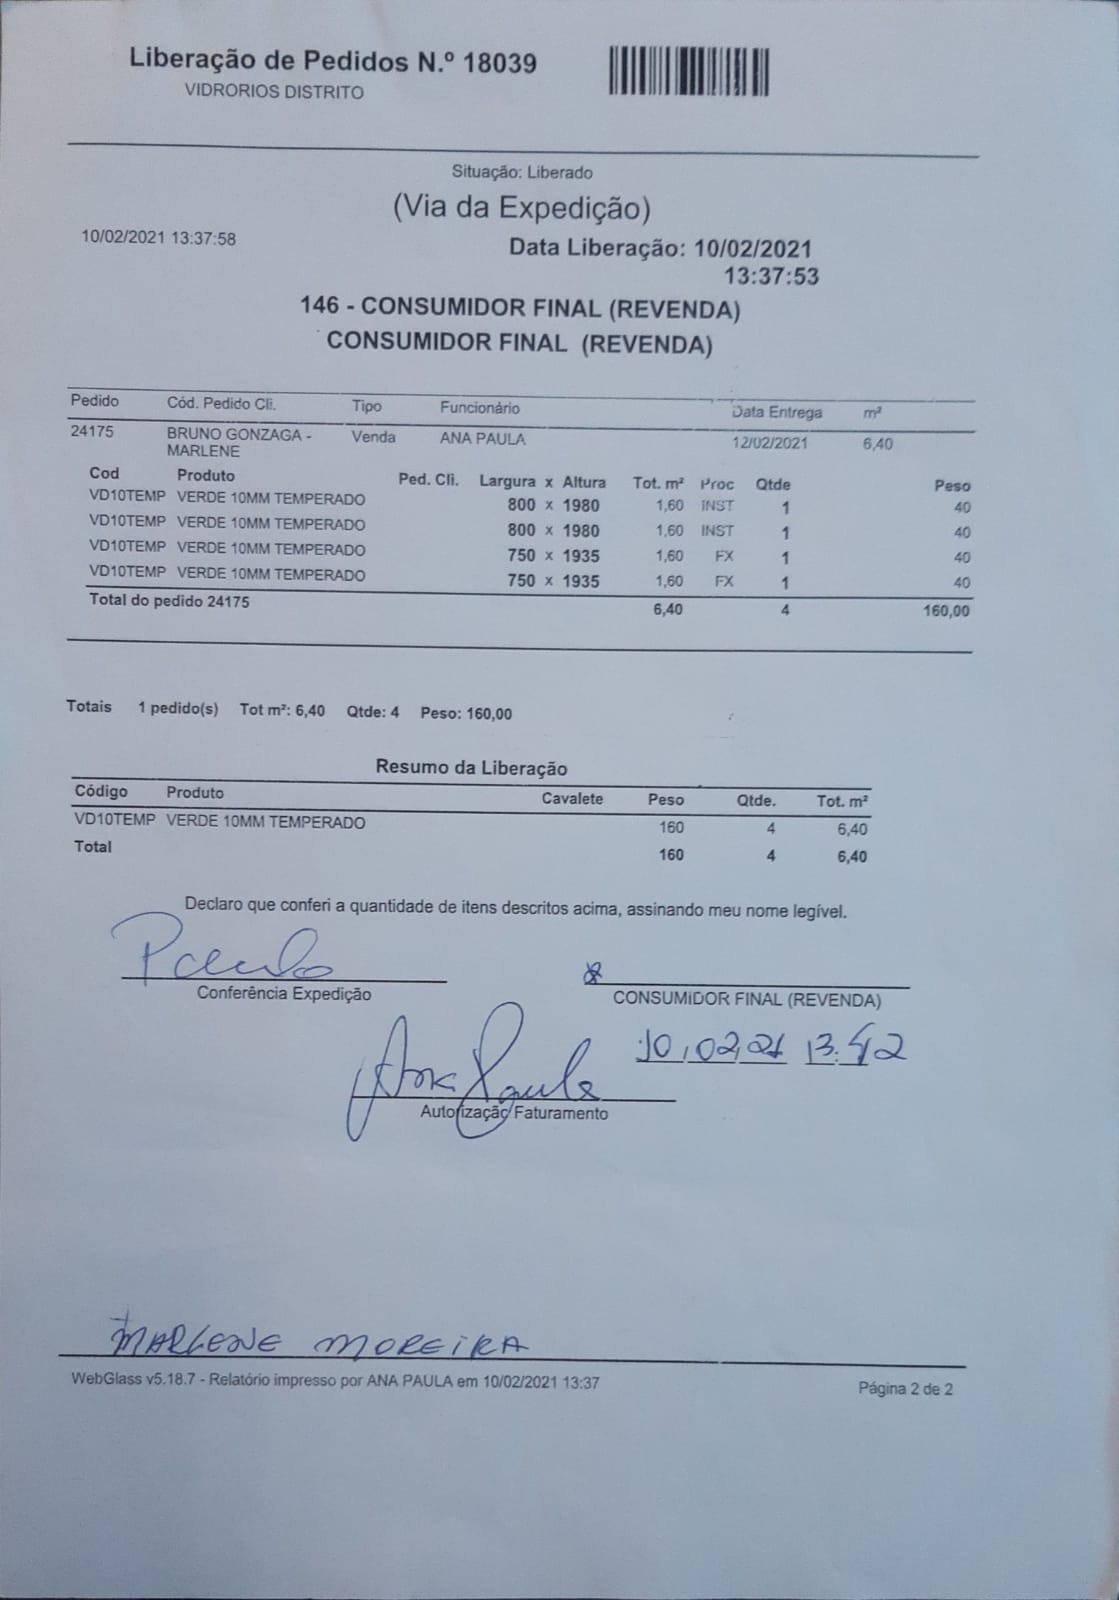 Liberação de Pedidos N.º 18039
VIDRORIOS DISTRITO
Situação: Liberado
(Via da Expedição)
10/02/2021 13:37:58
Data Liberação: 10/02/2021
13:37:53
146 - CONSUMIDOR FINAL (REVENDA)
CONSUMIDOR FINAL (REVENDA)
Pedido Cód. Pedido Cli. Tipo Funcionário Data Entrega m²
24175 BRUNO GONZAGA - Venda ANA PAULA 12/02/2021 6,40
MARLENE
Cod Produto Ped. Cli. Largura x Altura Tot. m² Proc Qtde Peso
VD10TEMP VERDE 10MM TEMPERADO 800 x 1980 1,60 INST 1 40
VD10TEMP VERDE 10MM TEMPERADO 800 x 1980 1,60 INST 1 40
VD10TEMP VERDE 10MM TEMPERADO 750 x 1935 1,60 FX 1 40
VD10TEMP VERDE 10MM TEMPERADO 750 x 1935 1,60 FX 1 40
Total do pedido 24175 6,40 4 160,00
Totais 1 pedido(s) Tot m²: 6,40 Qtde: 4 Peso: 160,00
Resumo da Liberação
Código Produto Cavalete Peso Qtde. Tot. m²
VD10TEMP VERDE 10MM TEMPERADO 160 4 6,40
Total 160 4 6,40
Declaro que conferi a quantidade de itens descritos acima, assinando meu nome legível.
Paulo
Conferência Expedição
CONSUMIDOR FINAL (REVENDA)
10,02,21 13:42
Ana Paula
Autorização Faturamento
MARLENE MOREIRA
WebGlass v5.18.7 - Relatório impresso por ANA PAULA em 10/02/2021 13:37
Página 2 de 2